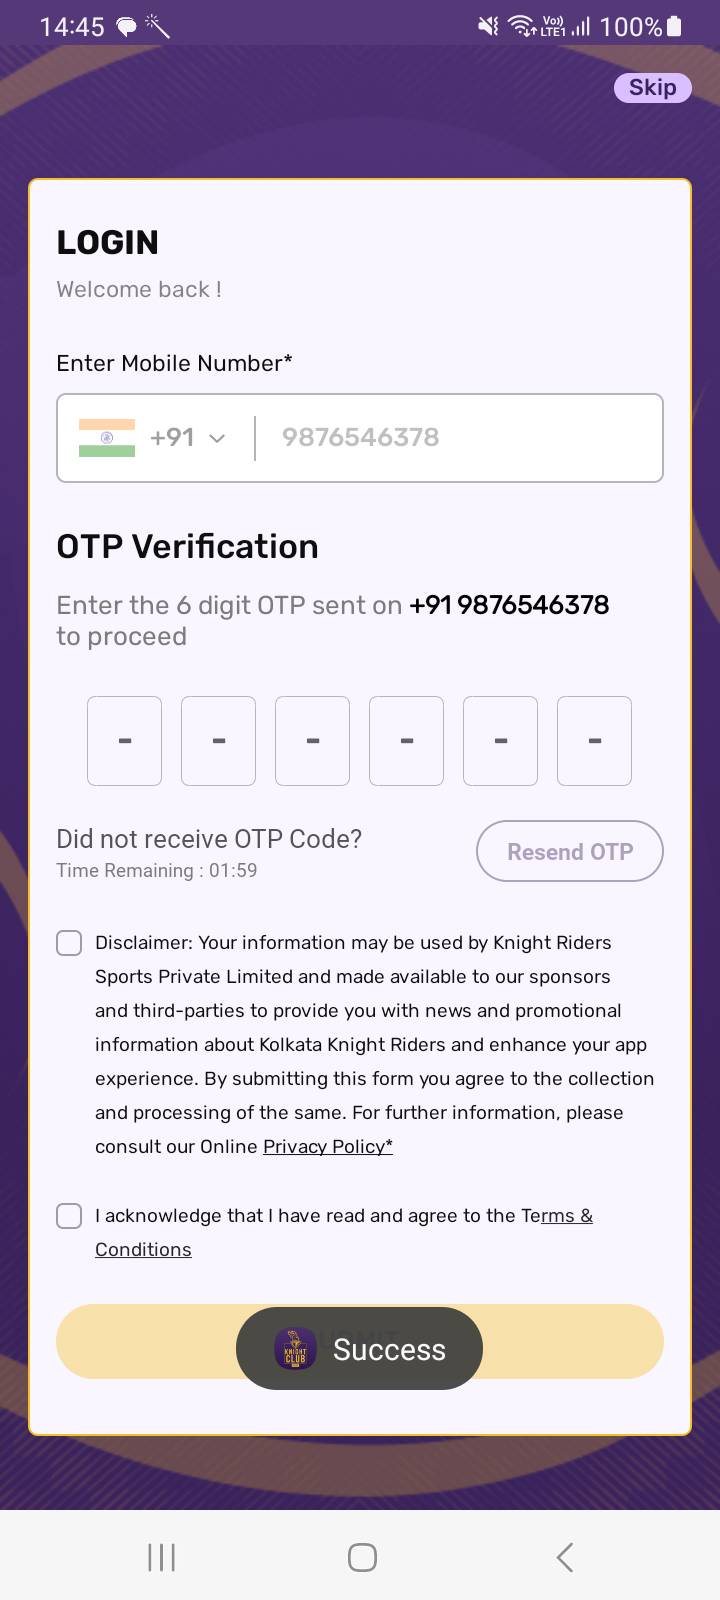 14:45
Vo)) LTE1 100%
Skip
LOGIN
Welcome back !
Enter Mobile Number*
+91 9876546378
OTP Verification
Enter the 6 digit OTP sent on +91 9876546378
to proceed
- - - - - -
Did not receive OTP Code?
Resend OTP
Time Remaining : 01:59
Disclaimer: Your information may be used by Knight Riders
Sports Private Limited and made available to our sponsors
and third-parties to provide you with news and promotional
information about Kolkata Knight Riders and enhance your app
experience. By submitting this form you agree to the collection
and processing of the same. For further information, please
consult our Online Privacy Policy*
I acknowledge that I have read and agree to the Terms &
Conditions
KNIGHT
CLUB
Success